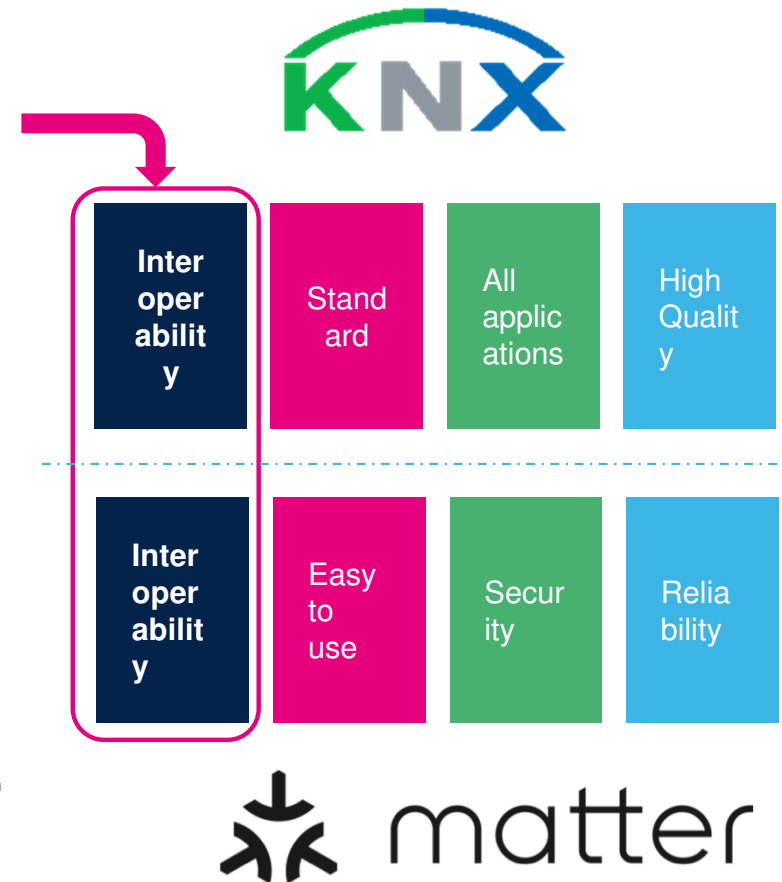 KNX
Inter
oper
abilit
y
Stand
ard
All
applic
ations
High
Qualit
y
Inter
oper
abilit
y
Easy
to
use
Secur
ity
Relia
bility
matter